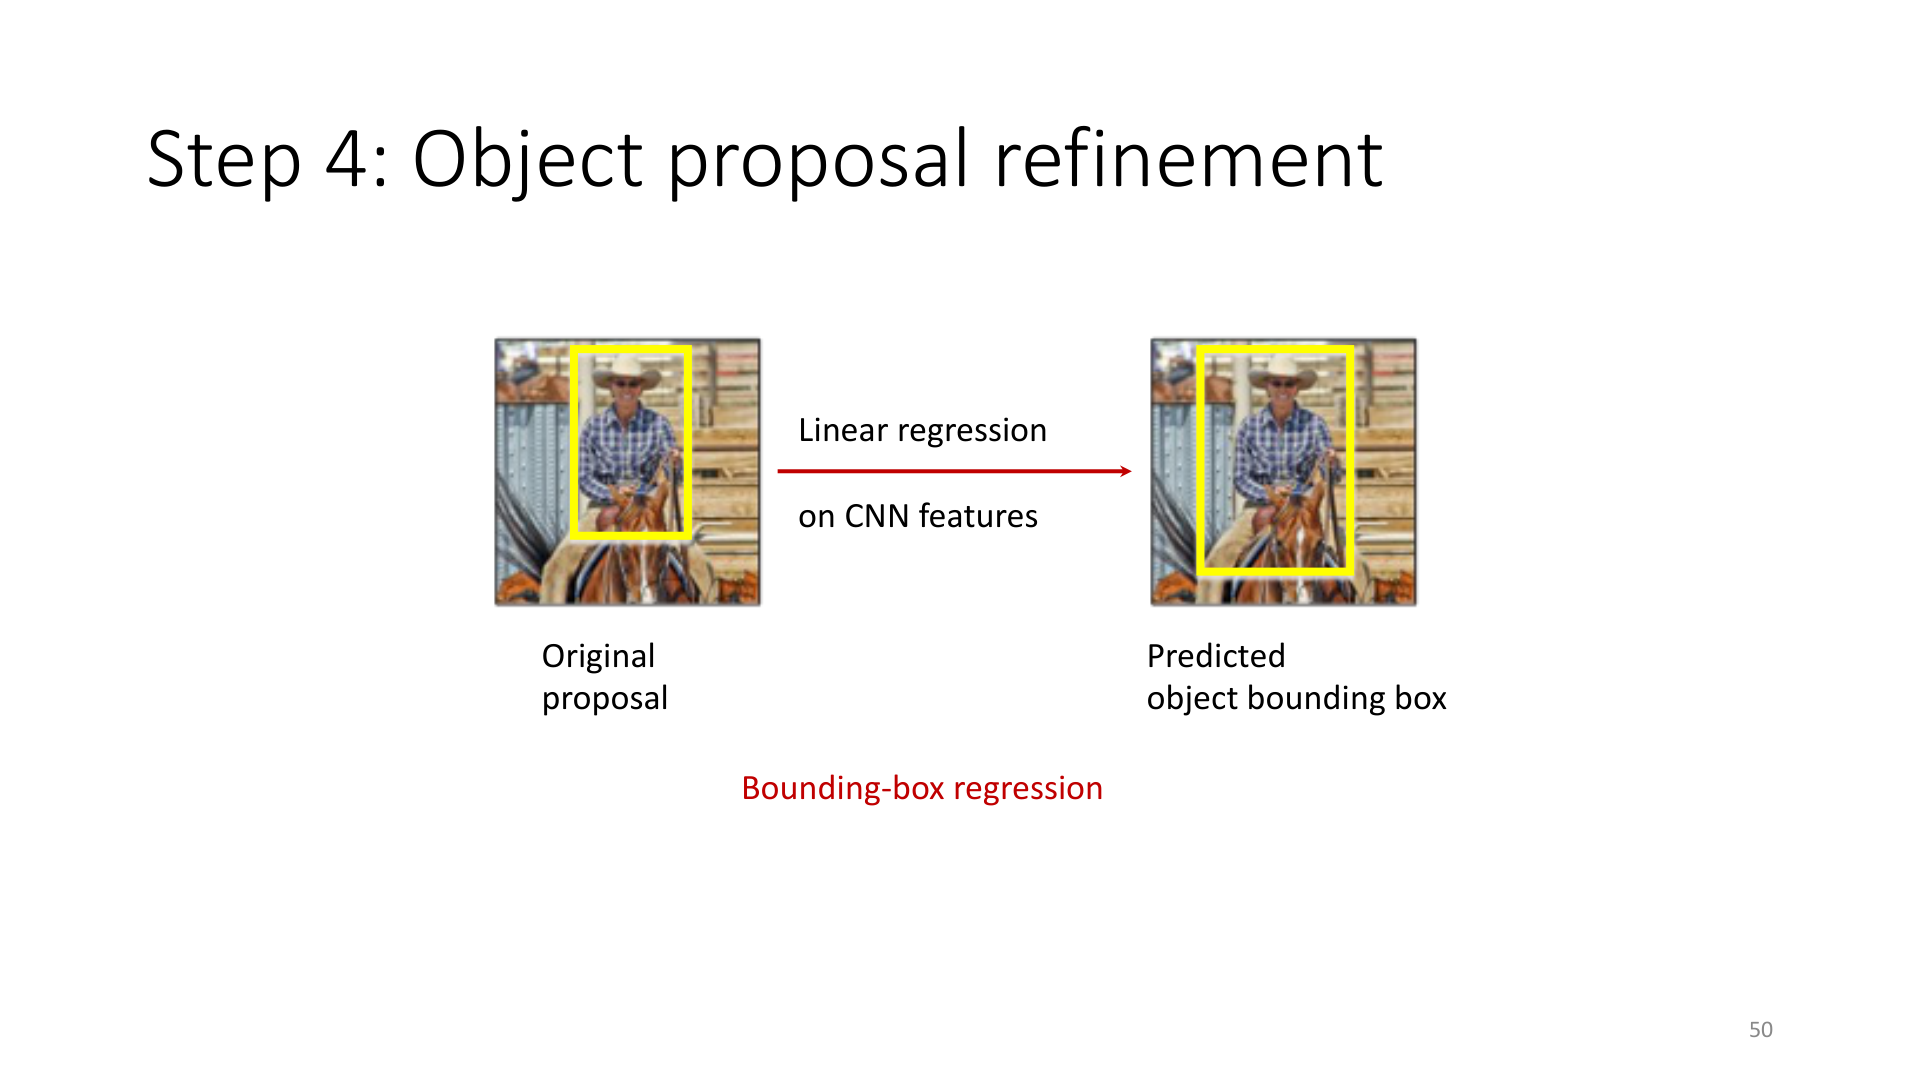 Step 4: Object proposal refinement
Linear regression
on CNN features
Original
proposal
Predicted
object bounding box
Bounding-box regression
50